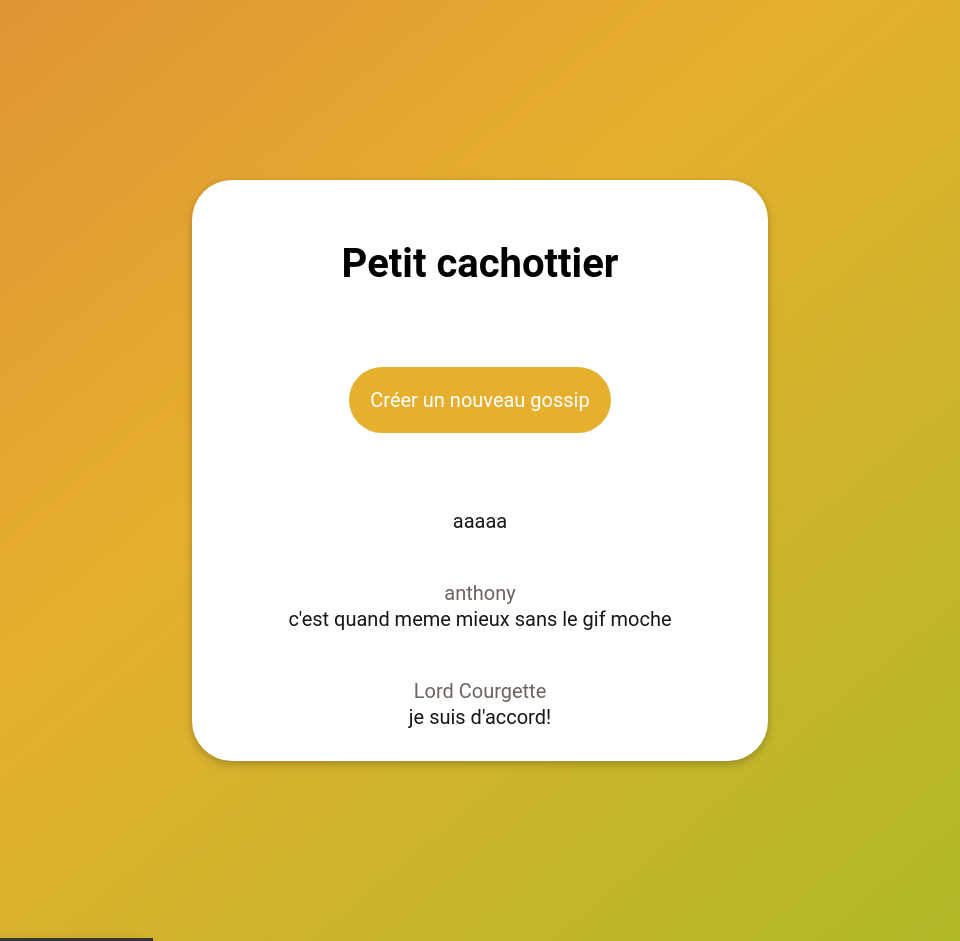 Petit cachottier
Créer un nouveau gossip
aaaaa
anthony
c'est quand meme mieux sans le gif moche
Lord Courgette
je suis d'accord!